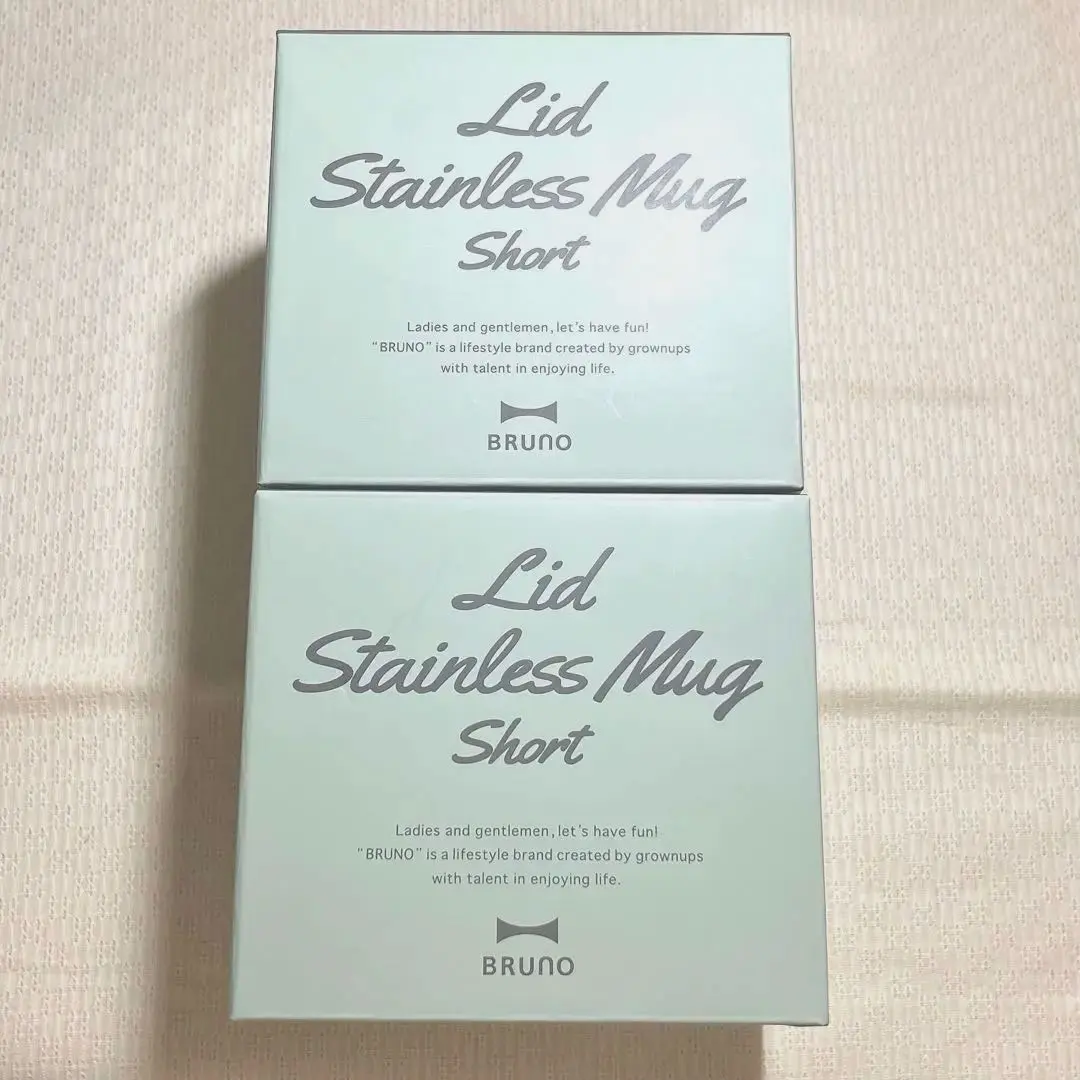 Lid
Stainless Mug
Short
Ladies and gentlemen, let's have fun!
"BRUNO" is a lifestyle brand created by grownups
with talent in enjoying life.
BRUNO
Lid
Stainless Mug
Short
Ladies and gentlemen, let's have fun!
"BRUNO" is a lifestyle brand created by grownups
with talent in enjoying life.
BRUNO